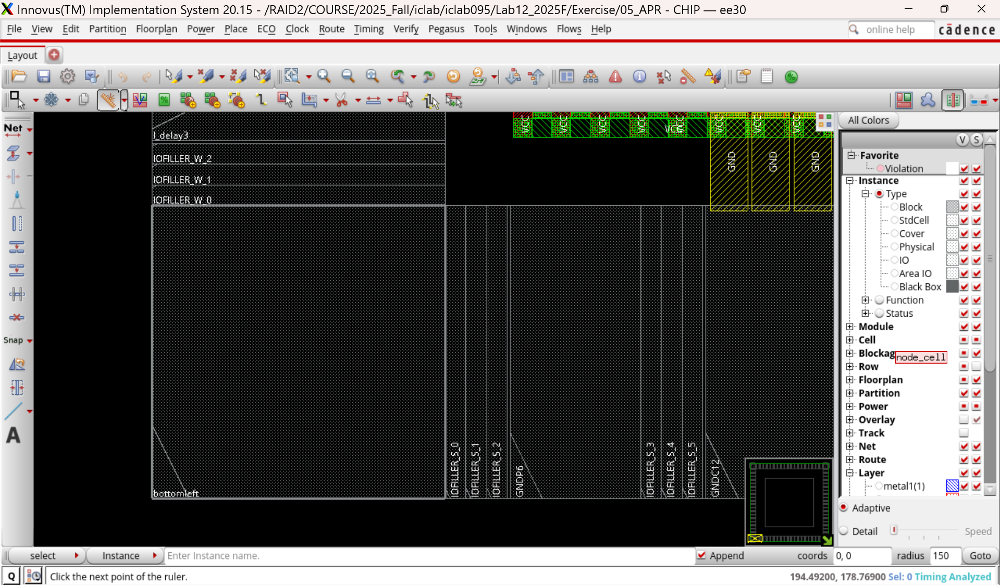 Innovus(TM) Implementation System 20.15 - /RAID2/COURSE/2025_Fall/iclab/iclab095/Lab12_2025F/Exercise/05_APR - CHIP — ee30
File View Edit Partition Floorplan Power Place ECO Clock Route Timing Verify Pegasus Tools Windows Flows Help
online help
cādence
Layout
Net
Snap
A
I_delay3
IOFILLER_W_2
IOFILLER_W_1
IOFILLER_W_0
bottomleft
IOFILLER_S_0
IOFILLER_S_1
IOFILLER_S_2
GNDP6
IOFILLER_S_3
IOFILLER_S_4
IOFILLER_S_5
GNDC12
VCC
VCC
VCC
VCC
VCC
VCC
VCC
GND
GND
GND
All Colors
V S
Favorite
Violation
Instance
Type
Block
StdCell
Cover
Physical
IO
Area IO
Black Box
Function
Status
Module
Cell
Blockag
node_cell
Row
Floorplan
Partition
Power
Overlay
Track
Net
Route
Layer
metal1(1)
Adaptive
Detail
Speed
select
Instance
Enter Instance name.
Append
coords 0, 0
radius 150
Goto
Q
Click the next point of the ruler.
194.49200, 178.76900 Sel: 0 Timing Analyzed